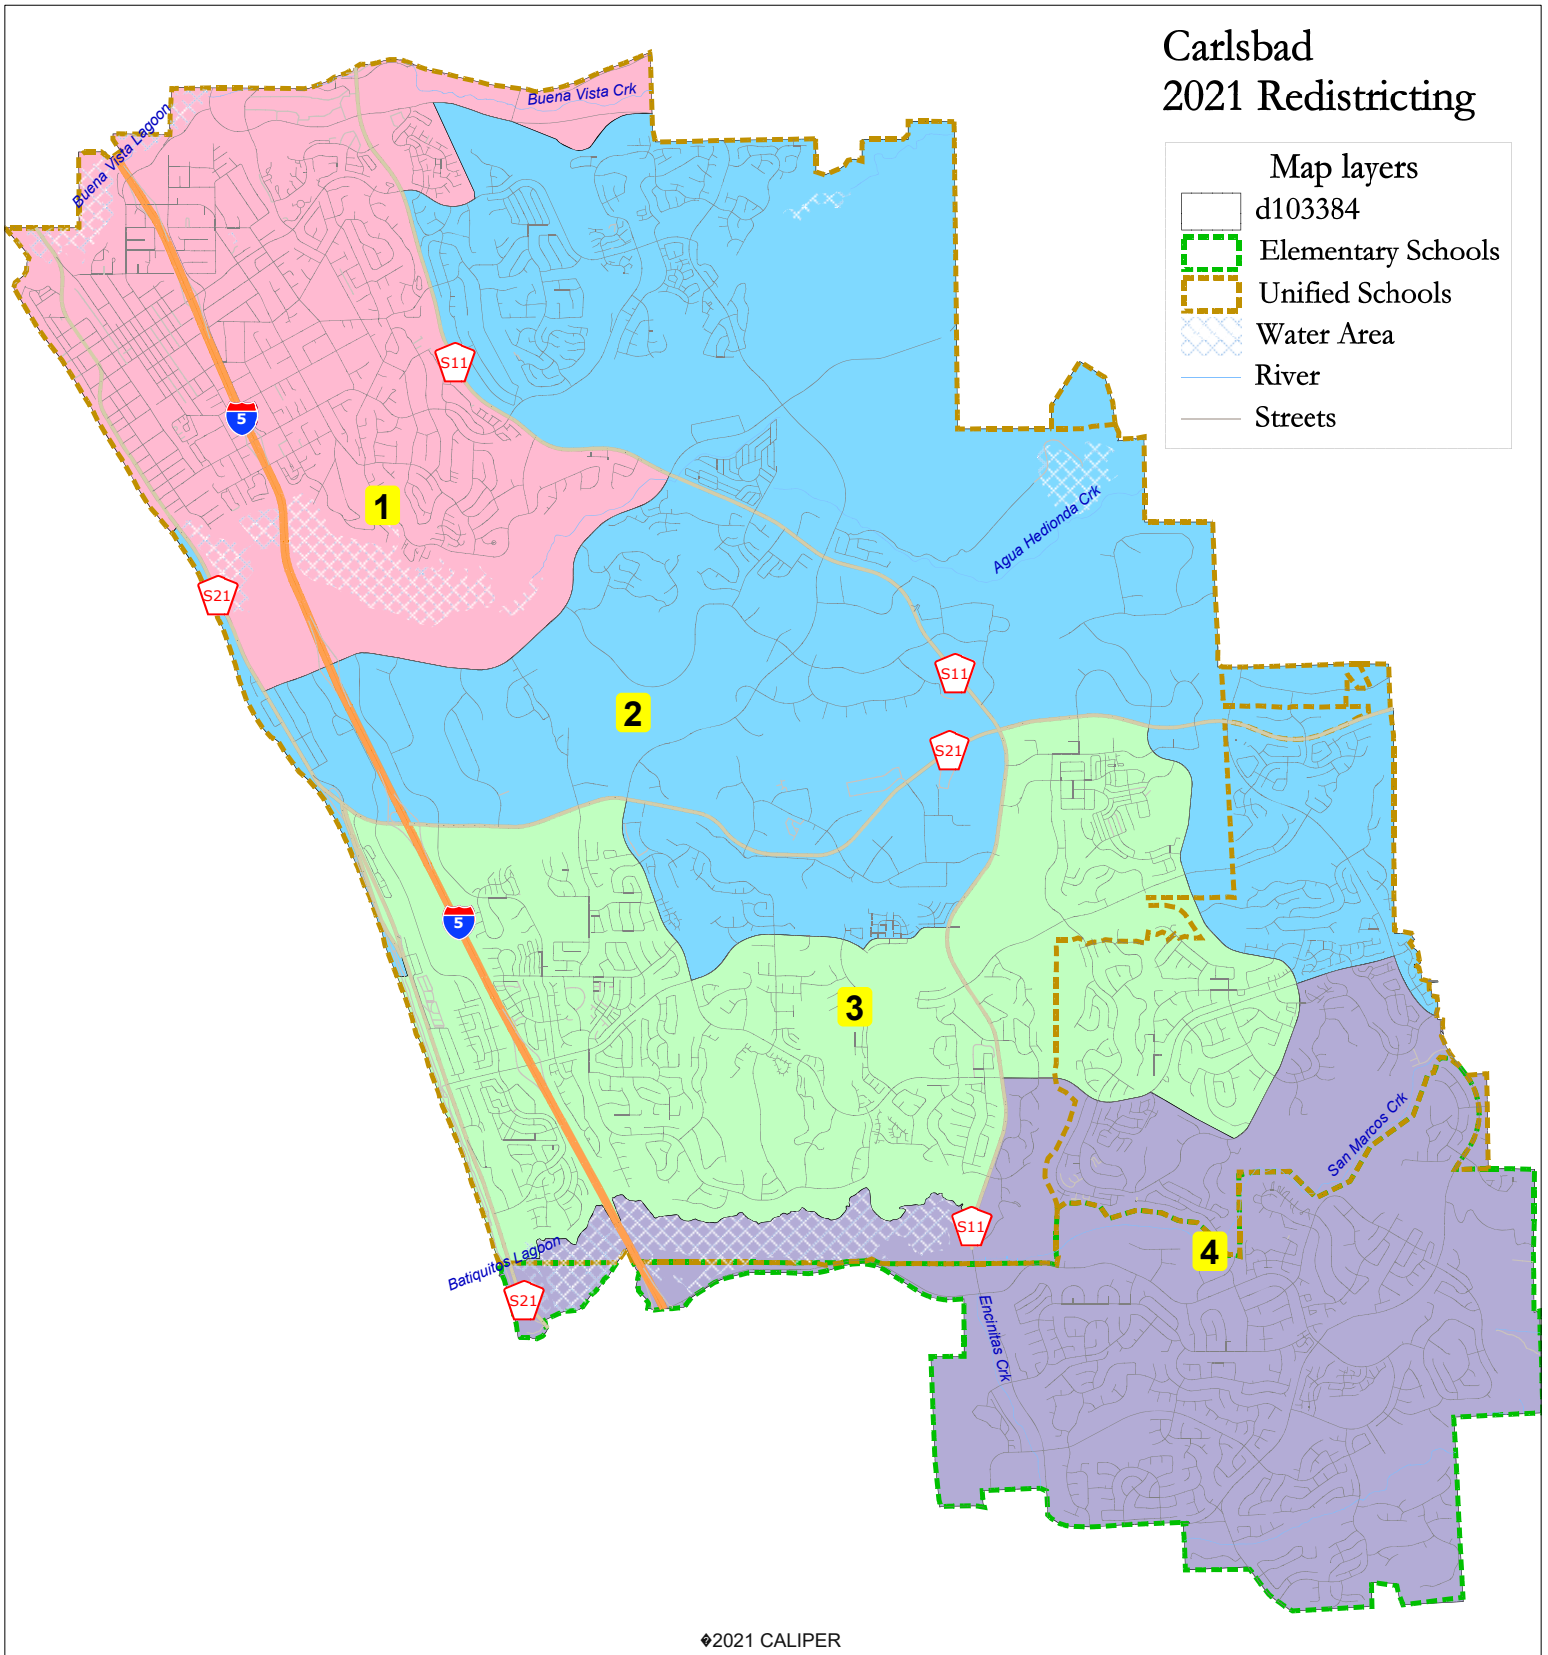 Carlsbad
2021 Redistricting
Map layers
d103384
Elementary Schools
Unified Schools
Water Area
River
Streets
Buena Vista Crk
Buena Vista Lagoon
S11
5
1
Agua Hedionda Crk
S21
S11
2
S21
5
3
San Marcos Crk
S11
4
Batiquitos Lagoon
S21
Encinitas Crk
�2021 CALIPER